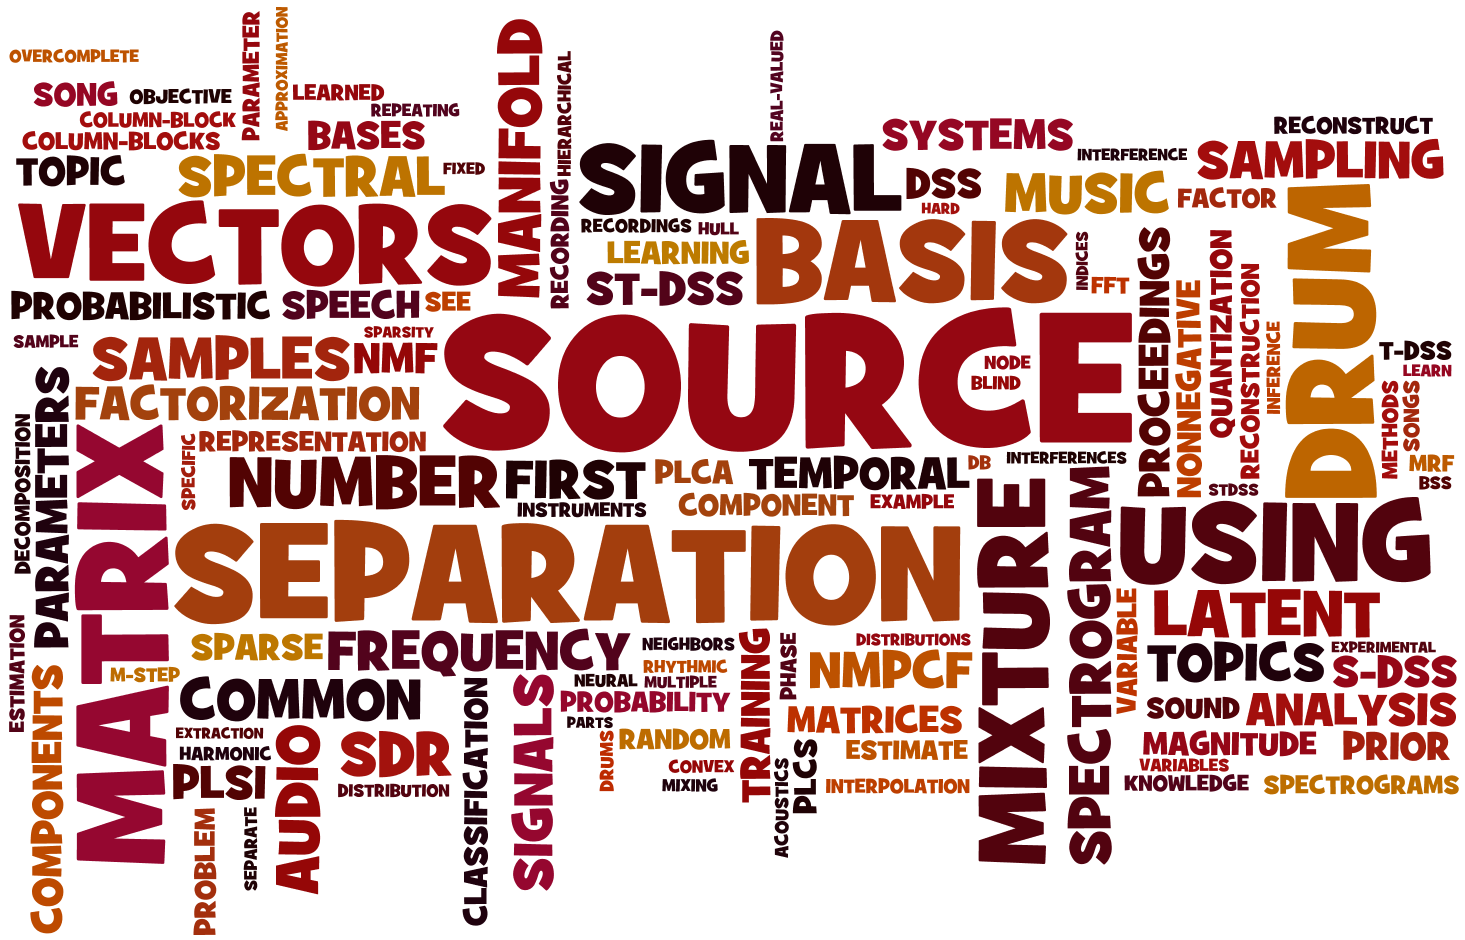 OVERCOMPLETE
PARAMETER
APPROXIMATION
SONG
OBJECTIVE
LEARNED
REPEATING
COLUMN-BLOCK
COLUMN-BLOCKS
BASES
TOPIC
SPECTRAL
FIXED
MANIFOLD
HIERARCHICAL
RECORDING
REAL-VALUED
SIGNAL
SYSTEMS
INTERFERENCE
RECONSTRUCT
SAMPLING
DSS
HARD
MUSIC
FACTOR
DRUM
VECTORS
RECORDINGS
HULL
LEARNING
ST-DSS
BASIS
INDICES
FFT
PROCEEDINGS
NONNEGATIVE
QUANTIZATION
RECONSTRUCTION
INFERENCE
PROBABILISTIC
SPEECH
SEE
SAMPLE
SPARSITY
SAMPLES
NMF
SOURCE
NODE
BLIND
T-DSS
LEARN
METHODS
SONGS
MRF
BSS
FACTORIZATION
DECOMPOSITION
PARAMETERS
MATRIX
SPECIFIC
REPRESENTATION
NUMBER
FIRST
INSTRUMENTS
PLCA
TEMPORAL
DB
INTERFERENCES
COMPONENT
EXAMPLE
STDSS
SEPARATION
MIXTURE
SPECTROGRAM
USING
LATENT
VARIABLE
TOPICS
EXPERIMENTAL
S-DSS
SOUND
ANALYSIS
MAGNITUDE
PRIOR
VARIABLES
KNOWLEDGE
SPECTROGRAMS
ESTIMATION
COMPONENTS
SPARSE
FREQUENCY
NEIGHBORS
RHYTHMIC
NEURAL
MULTIPLE
PROBABILITY
PARTS
TRAINING
PHASE
DISTRIBUTIONS
NMPCF
MATRICES
ESTIMATE
INTERPOLATION
M-STEP
COMMON
EXTRACTION
HARMONIC
PLSI
AUDIO
SDR
DISTRIBUTION
CLASSIFICATION
SIGNALS
DRUMS
RANDOM
CONVEX
MIXING
ACOUSTICS
PLCS
PROBLEM
SEPARATE